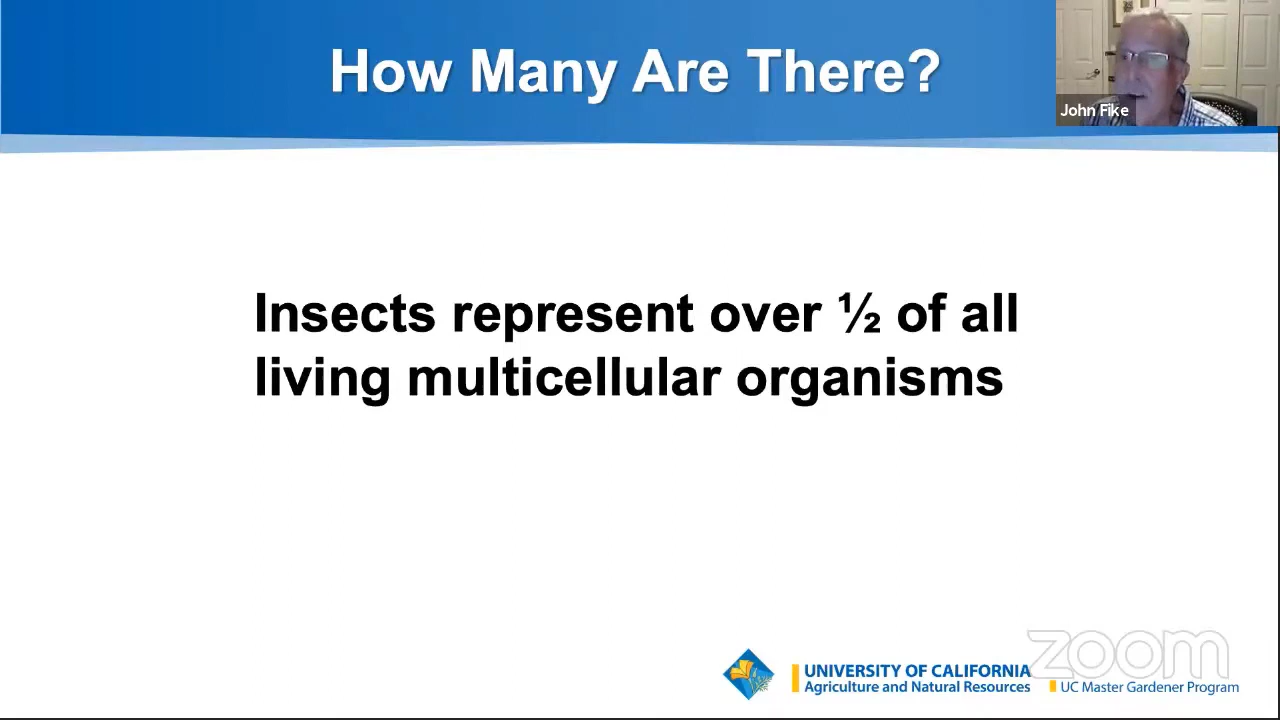 How Many Are There?
John Fike
Insects represent over ½ of all
living multicellular organisms
zoom
UNIVERSITY OF CALIFORNIA
Agriculture and Natural Resources
UC Master Gardener Program